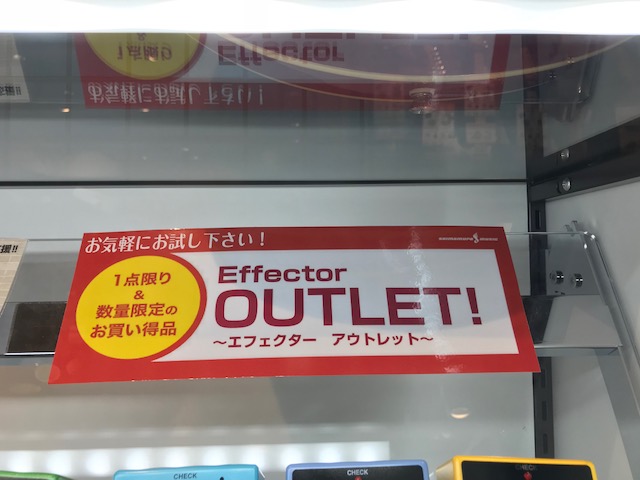 お気軽にお試し下さい！
1点限り
&
数量限定の
お買い得品
Effector
OUTLET!
～エフェクター　アウトレット～
援!!
CHECK
CHECK
CHECK